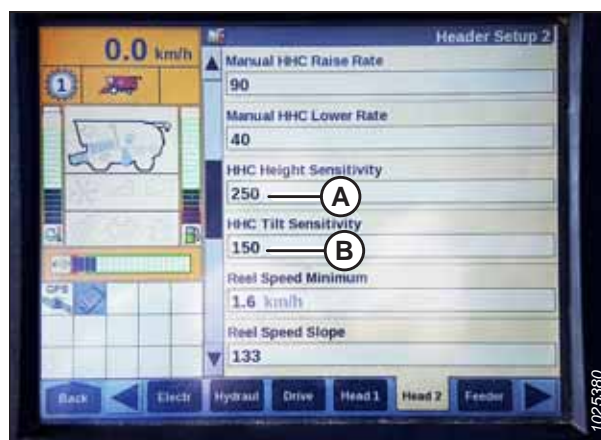 0.0 km/h
Header Setup 2
1
Manual HHC Raise Rate
90
Manual HHC Lower Rate
40
HHC Height Sensitivity
250
A
HHC Tilt Sensitivity
150
B
Reel Speed Minimum
1.6 km/h
GPS
Reel Speed Slope
133
Back
Electr
Hydraul
Drive
Head 1
Head 2
Feeder
1025380